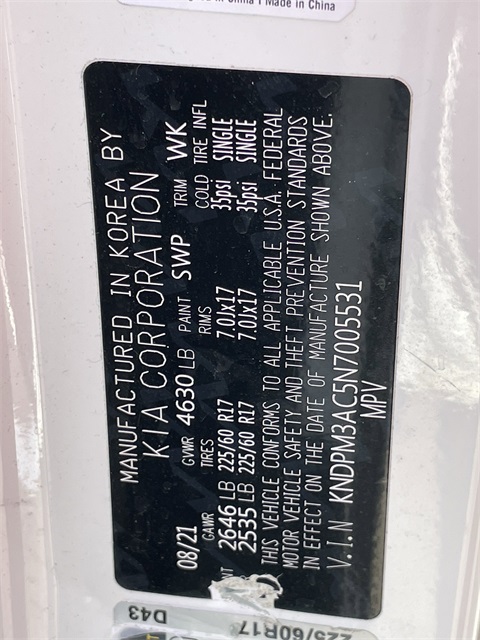 Made in China
MANUFACTURED IN KOREA BY
KIA CORPORATION
08/21 GVWR 4630 LB PAINT SWP TRIM WK
GAWR TIRES RIMS COLD TIRE INFL
2646 LB 225/60 R17 7.0Jx17 35psi SINGLE
2535 LB 225/60 R17 7.0Jx17 35psi SINGLE
THIS VEHICLE CONFORMS TO ALL APPLICABLE U.S.A. FEDERAL
MOTOR VEHICLE SAFETY AND THEFT PREVENTION STANDARDS
IN EFFECT ON THE DATE OF MANUFACTURE SHOWN ABOVE.
V.I.N KNDPM3AC5N7005531
MPV
D43
225/60R17